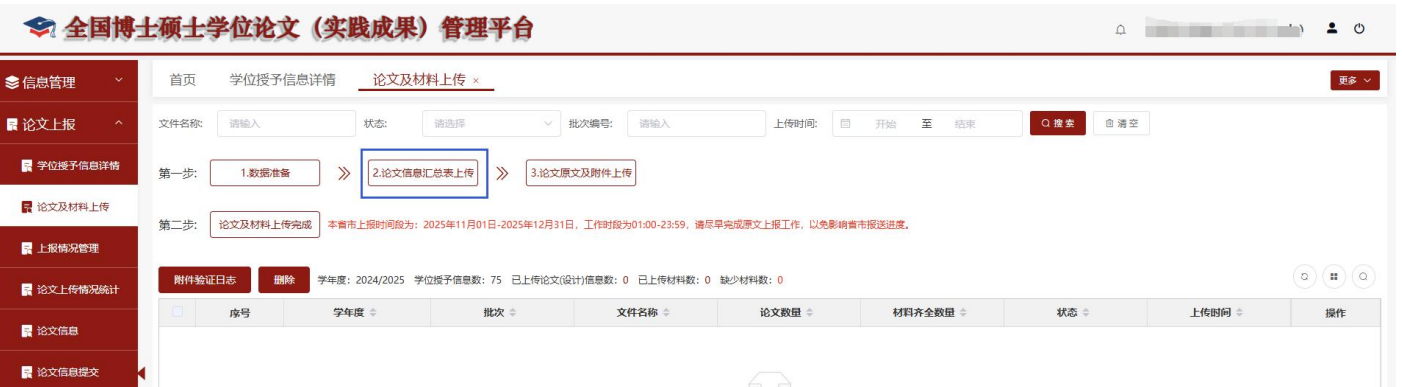 全国博士硕士学位论文（实践成果）管理平台
信息管理
论文上报
学位授予信息详情
论文及材料上传
上报情况管理
论文上传情况统计
论文信息
论文信息提交
首页 学位授予信息详情 论文及材料上传 × 更多
文件名称: 请输入 状态: 请选择 批次编号: 请输入 上传时间: 开始 至 结束 搜索 清空
第一步: 1.数据准备 2.论文信息汇总表上传 3.论文原文及附件上传
第二步: 论文及材料上传完成 本省市上报时间段为：2025年11月01日-2025年12月31日，工作时段为01:00-23:59，请尽早完成原文上报工作，以免影响省市报送进度。
附件验证日志 删除 学年度：2024/2025 学位授予信息数：75 已上传论文(设计)信息数：0 已上传材料数：0 缺少材料数：0
序号 学年度 批次 文件名称 论文数量 材料齐全数量 状态 上传时间 操作